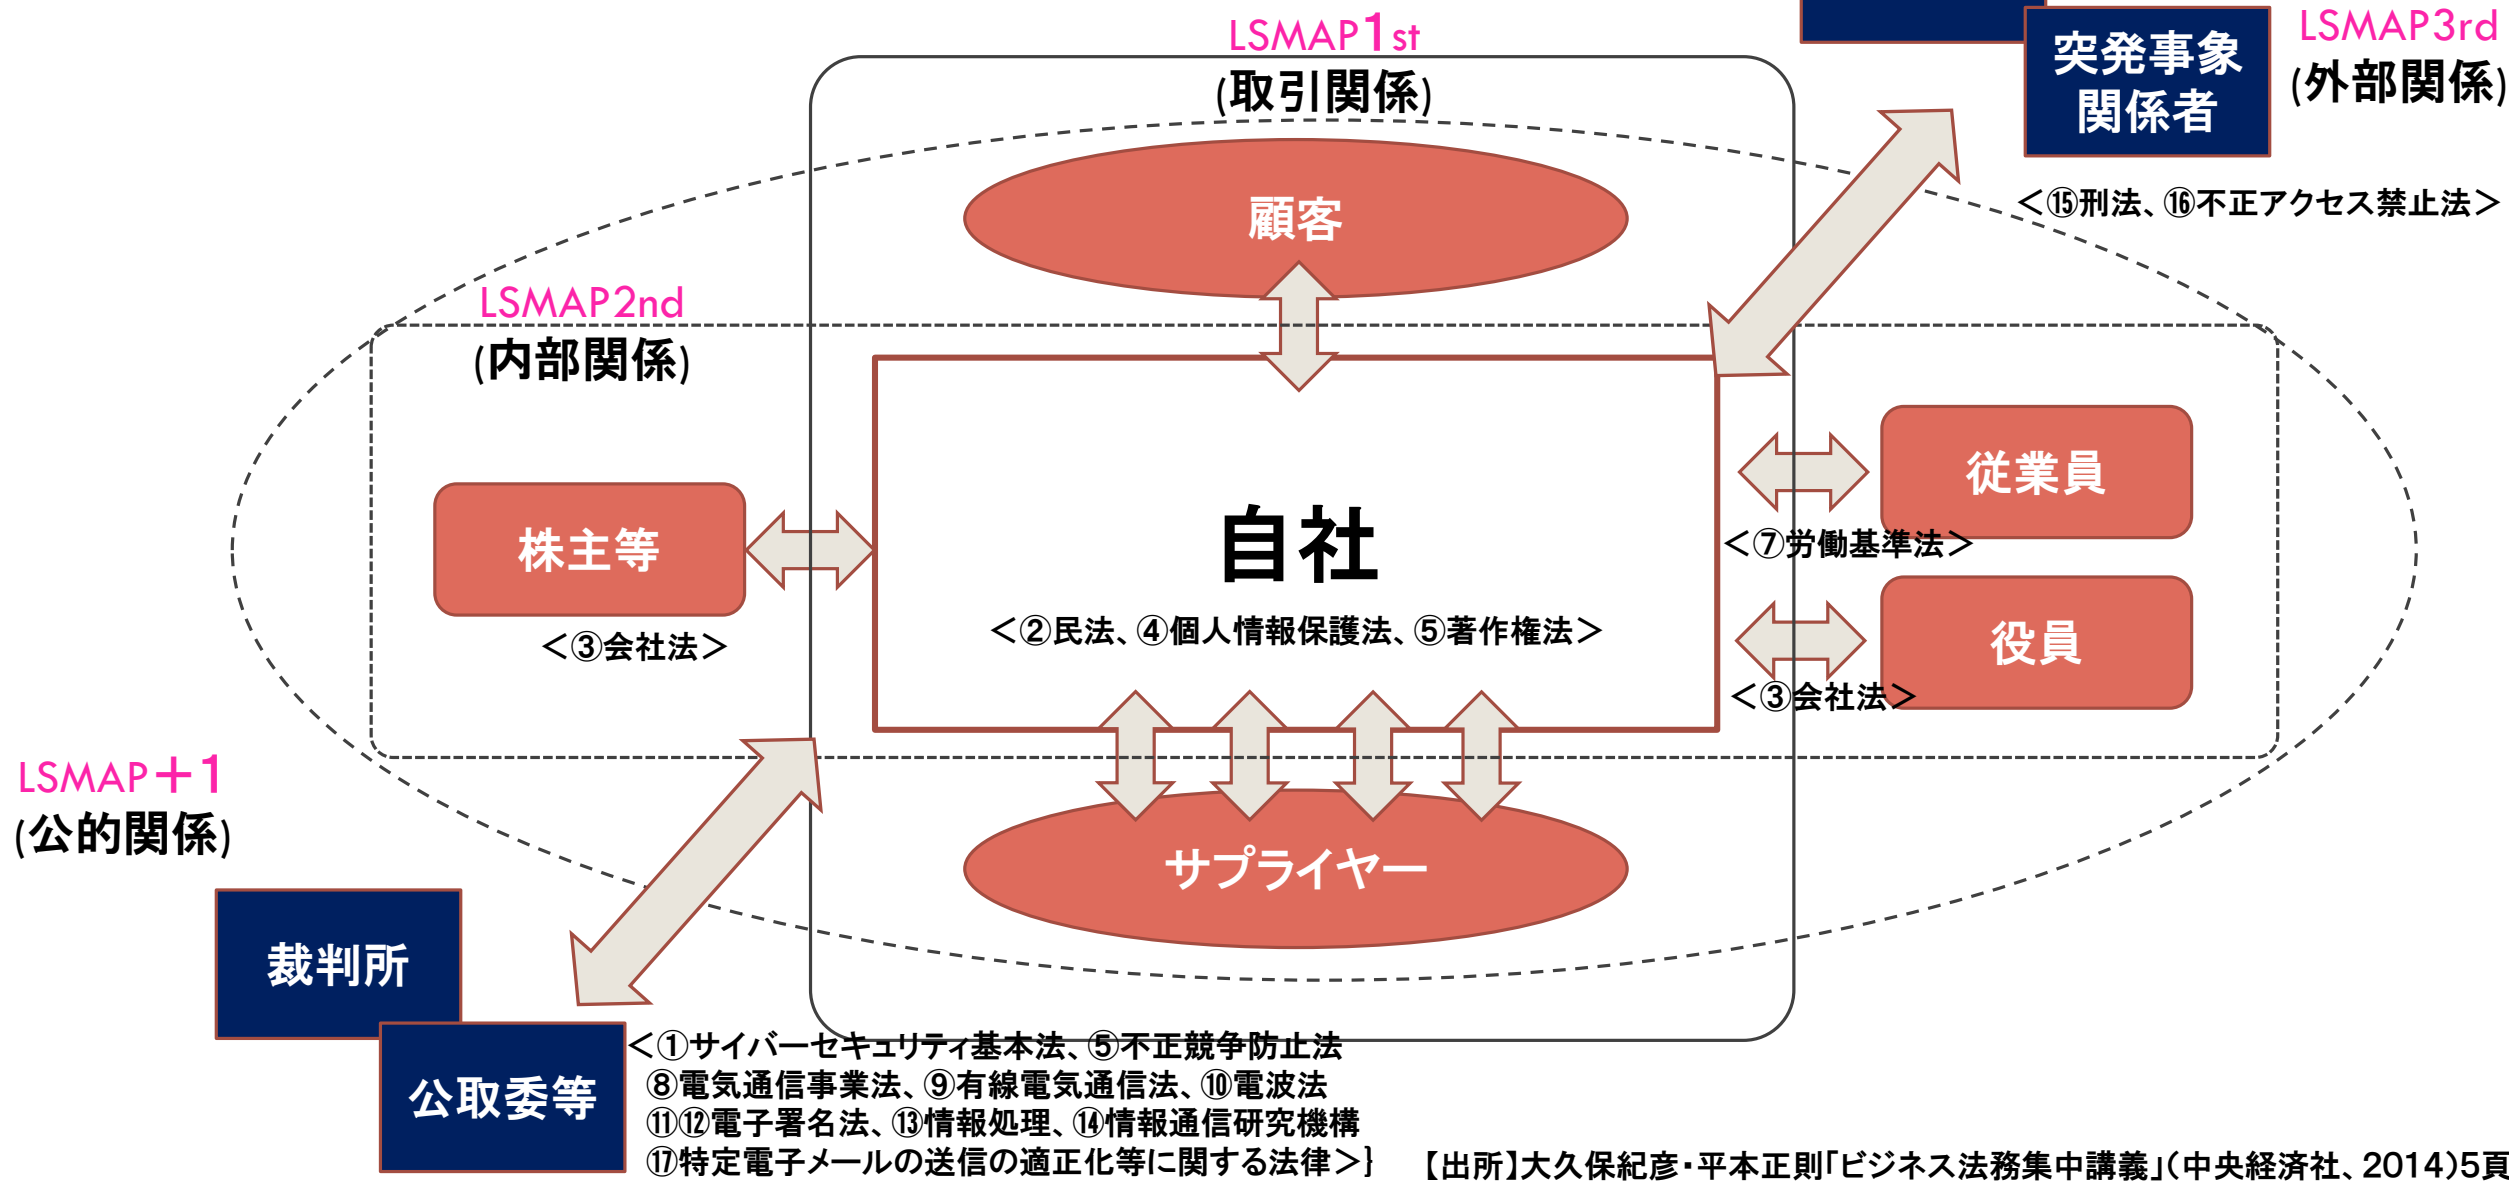 LSMAP1st
(取引関係)
突発事象
関係者
LSMAP3rd
(外部関係)
<⑮刑法、⑯不正アクセス禁止法>
顧客
LSMAP2nd
(内部関係)
自社
<②民法、④個人情報保護法、⑤著作権法>
株主等
<③会社法>
従業員
<⑦労働基準法>
役員
<③会社法>
サプライヤー
LSMAP＋1
(公的関係)
裁判所
公取委等
<①サイバーセキュリティ基本法、⑤不正競争防止法
⑧電気通信事業法、⑨有線電気通信法、⑩電波法
⑪⑫電子署名法、⑬情報処理、⑭情報通信研究機構
⑰特定電子メールの送信の適正化等に関する法律>}
【出所】大久保紀彦・平本正則「ビジネス法務集中講義」(中央経済社、2014)5頁